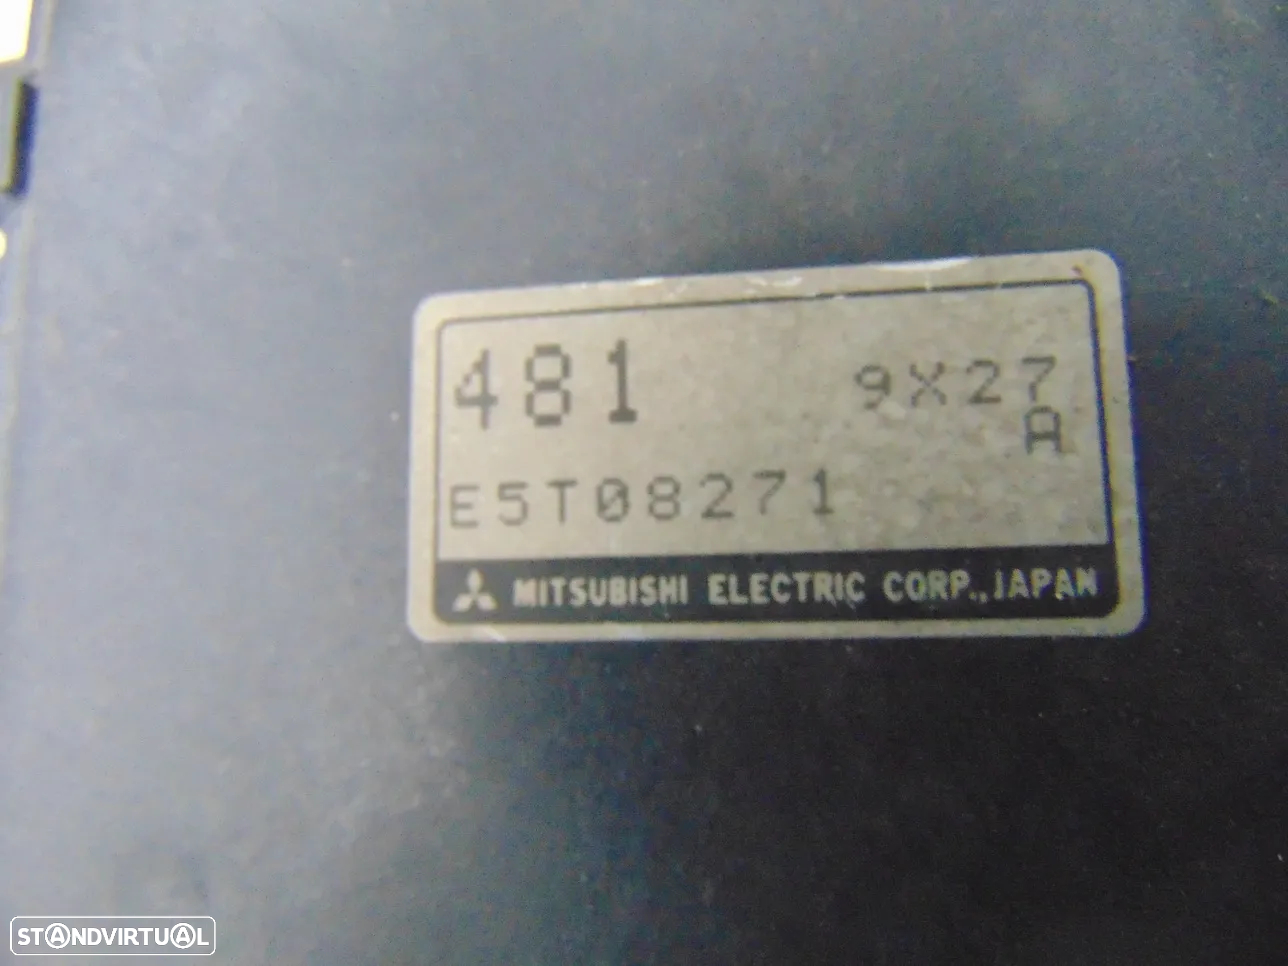 481 9X27
A
E5T08271
MITSUBISHI ELECTRIC CORP., JAPAN
STANDVIRTUAL